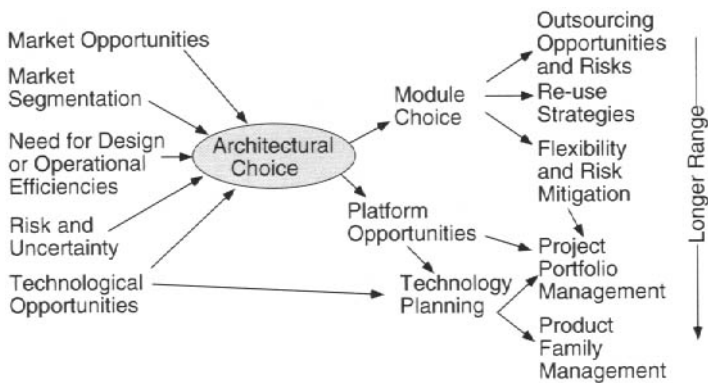 Market Opportunities
Market
Segmentation
Need for Design
or Operational
Efficiencies
Risk and
Uncertainty
Technological
Opportunities
Architectural
Choice
Module
Choice
Platform
Opportunities
Technology
Planning
Outsourcing
Opportunities
and Risks
Re-use
Strategies
Flexibility
and Risk
Mitigation
Project
Portfolio
Management
Product
Family
Management
Longer Range